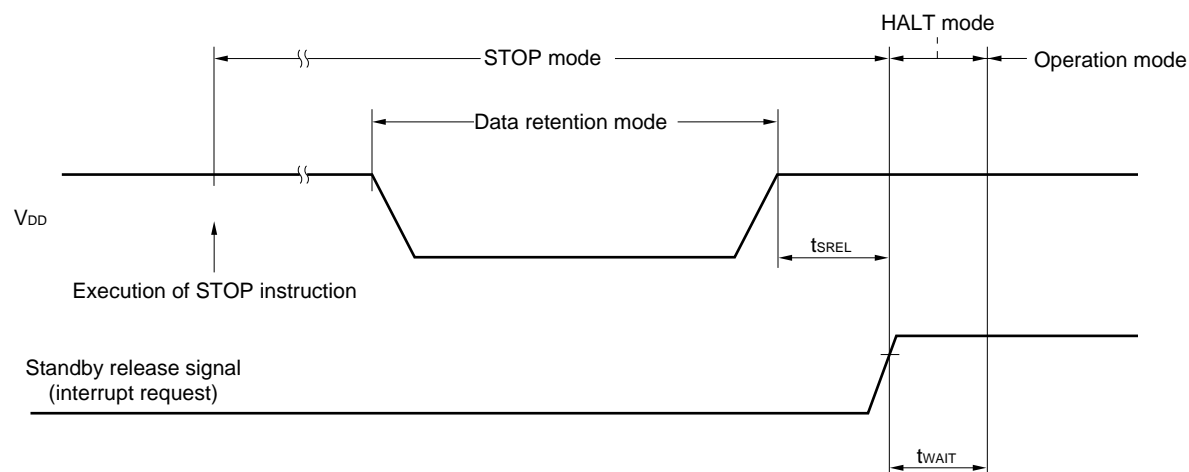 HALT mode
STOP mode
Operation mode
Data retention mode
VDD
tSREL
Execution of STOP instruction
Standby release signal
(interrupt request)
tWAIT